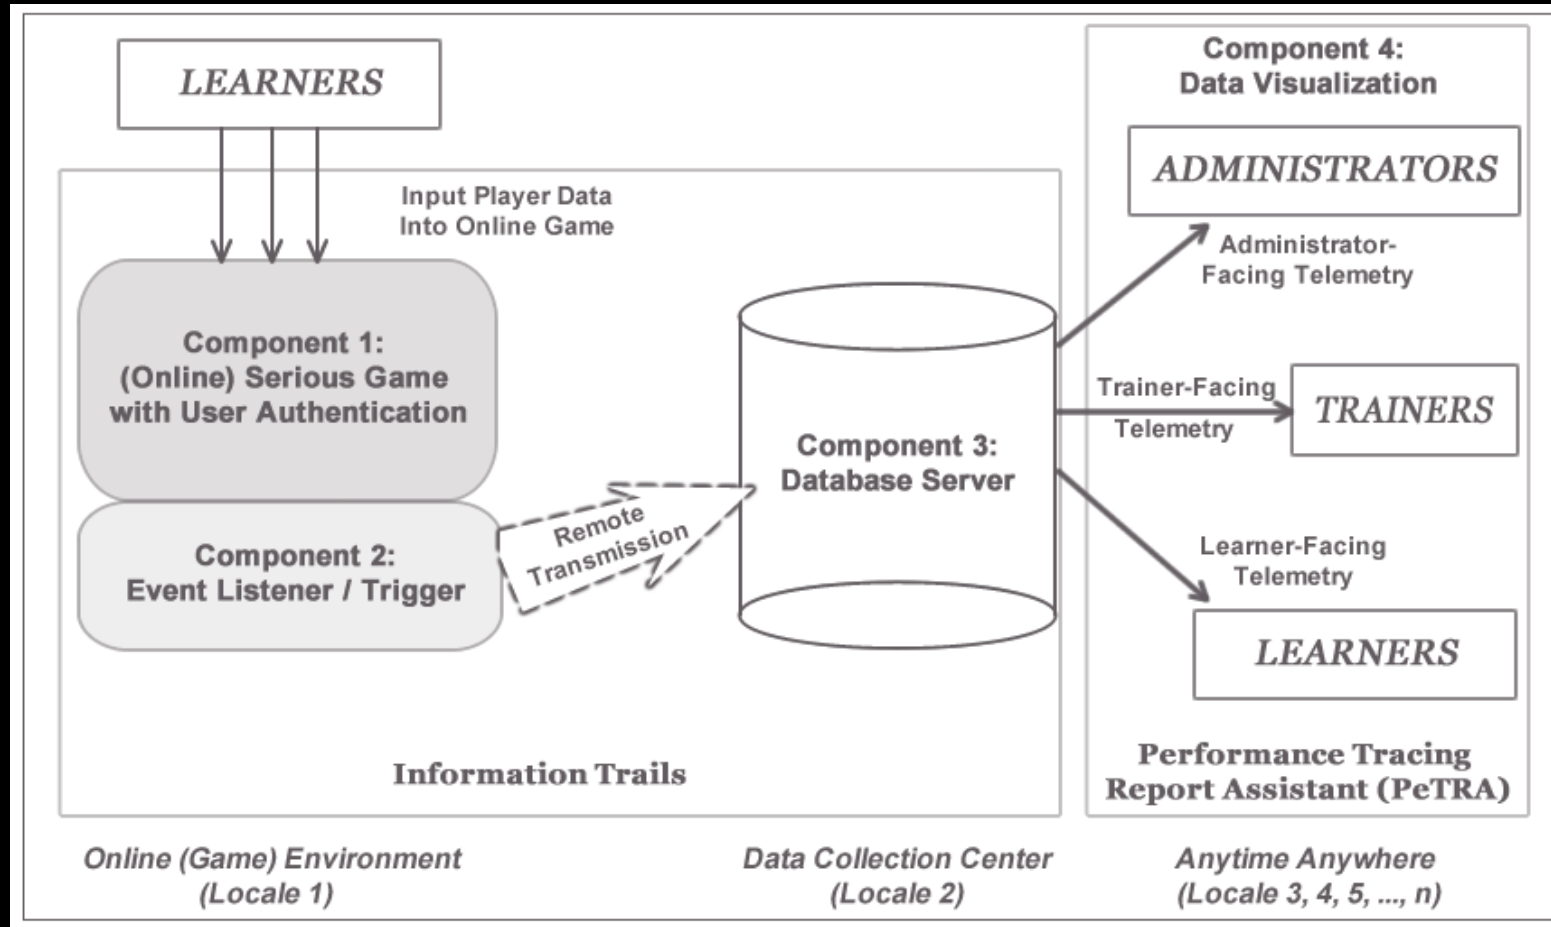 LEARNERS
Input Player Data
Into Online Game
Component 1:
(Online) Serious Game
with User Authentication
Component 2:
Event Listener / Trigger
Remote
Transmission
Component 3:
Database Server
Information Trails
Component 4:
Data Visualization
ADMINISTRATORS
Administrator-
Facing Telemetry
Trainer-Facing
Telemetry
TRAINERS
Learner-Facing
Telemetry
LEARNERS
Performance Tracing
Report Assistant (PeTRA)
Online (Game) Environment
(Locale 1)
Data Collection Center
(Locale 2)
Anytime Anywhere
(Locale 3, 4, 5, ..., n)